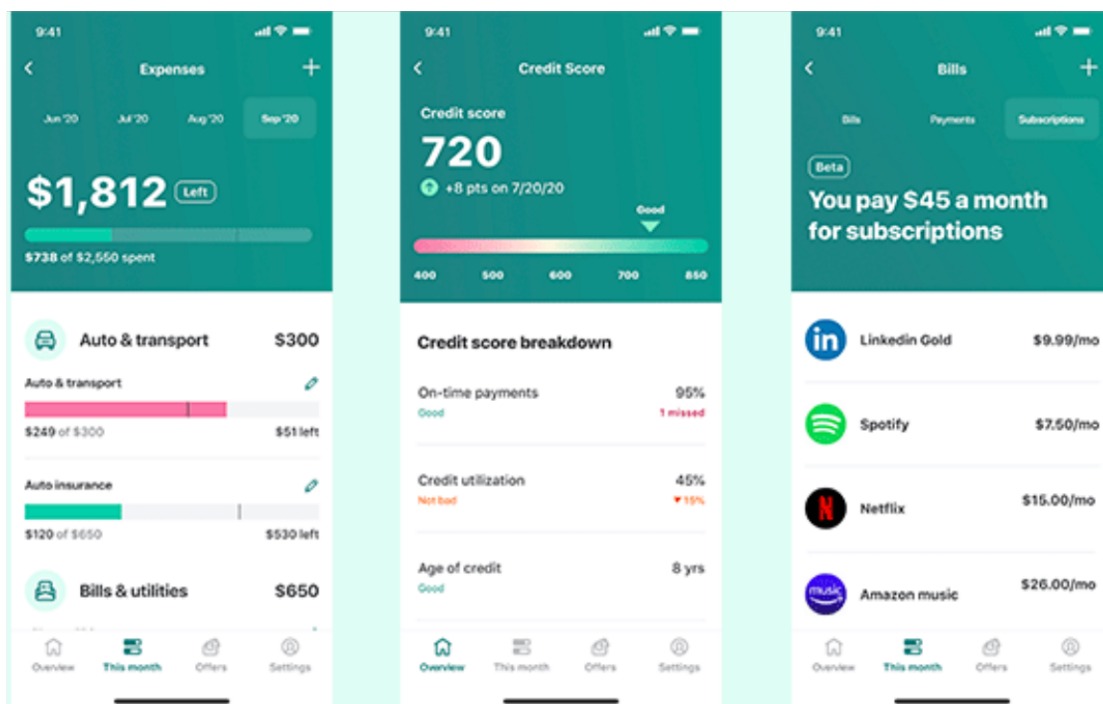 9:41
Expenses
Jun '20 Jul '20 Aug '20 Sep '20
$1,812 Left
$738 of $2,550 spent
Auto & transport $300
Auto & transport
$249 of $300 $51 left
Auto insurance
$120 of $650 $530 left
Bills & utilities $650
Overview This month Offers Settings
9:41
Credit Score
Credit score
720
+8 pts on 7/20/20
Good
400 500 600 700 850
Credit score breakdown
On-time payments 95%
Good 1 missed
Credit utilization 45%
Not bad 15%
Age of credit 8 yrs
Good
Overview This month Offers Settings
9:41
Bills
Bills Payments Subscriptions
Beta
You pay $45 a month
for subscriptions
in Linkedin Gold $9.99/mo
Spotify $7.50/mo
N Netflix $15.00/mo
music Amazon music $26.00/mo
Overview This month Offers Settings